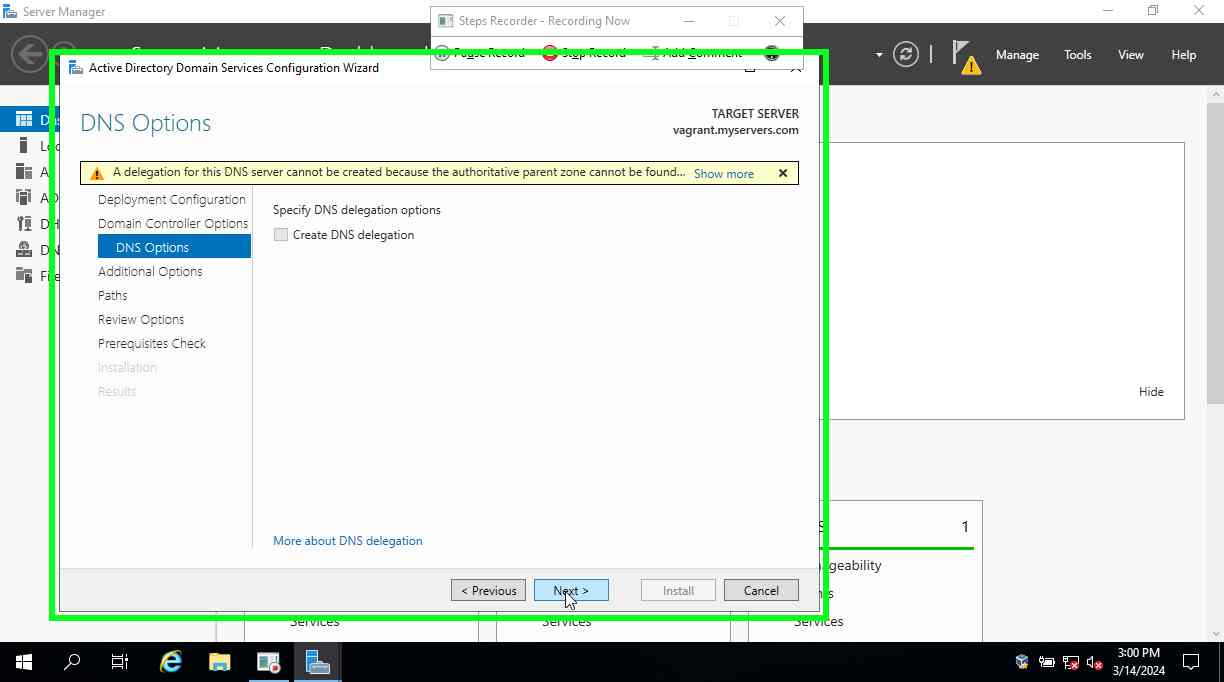 Server Manager
Steps Recorder - Recording Now
Pause Record Stop Record Add Comment
Manage Tools View Help
Active Directory Domain Services Configuration Wizard
DNS Options
TARGET SERVER
vagrant.myservers.com
A delegation for this DNS server cannot be created because the authoritative parent zone cannot be found... Show more
Deployment Configuration
Domain Controller Options
DNS Options
Additional Options
Paths
Review Options
Prerequisites Check
Installation
Results
Specify DNS delegation options
Create DNS delegation
Hide
More about DNS delegation
1
< Previous Next > Install Cancel
Services Services Services
3:00 PM
3/14/2024